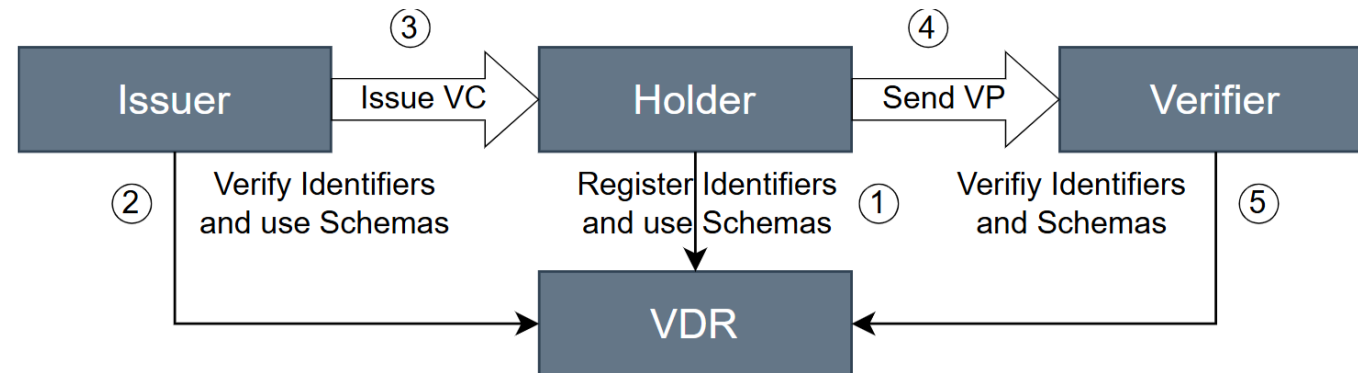 ③
④
Issuer
Issue VC
Holder
Send VP
Verifier
②
Verify Identifiers
and use Schemas
Register Identifiers
and use Schemas
①
Verifiy Identifiers
and Schemas
⑤
VDR